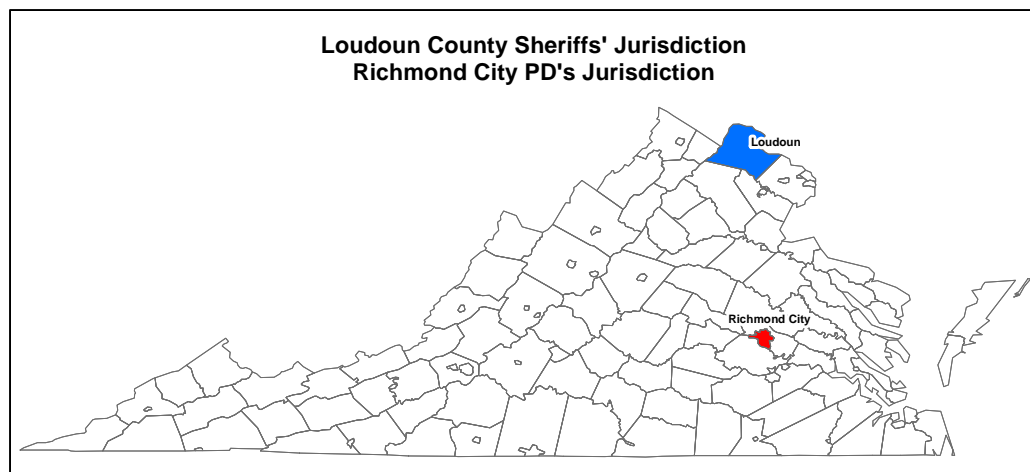 Loudoun County Sheriffs' Jurisdiction
Richmond City PD's Jurisdiction
Loudoun
Richmond City